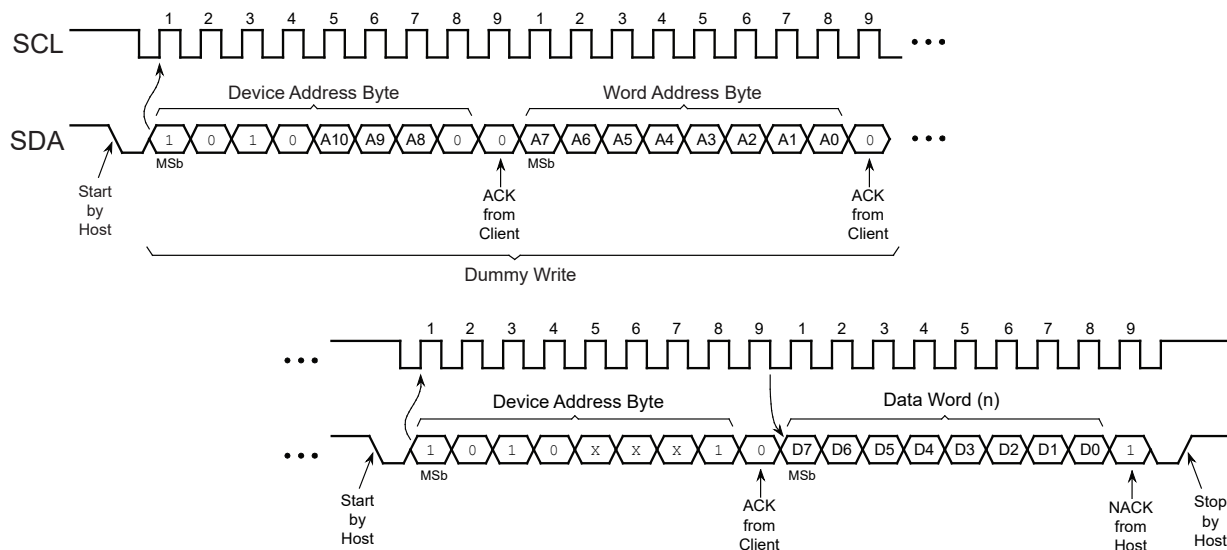 1 2 3 4 5 6 7 8 9 1 2 3 4 5 6 7 8 9
SCL
Device Address Byte Word Address Byte
SDA 1 0 1 0 A10 A9 A8 0 0 A7 A6 A5 A4 A3 A2 A1 A0 0
MSb MSb
Start
by
Host
ACK
from
Client
ACK
from
Client
Dummy Write
1 2 3 4 5 6 7 8 9 1 2 3 4 5 6 7 8 9
Device Address Byte Data Word (n)
1 0 1 0 X X X 1 0 D7 D6 D5 D4 D3 D2 D1 D0 1
MSb MSb
Start
by
Host
ACK
from
Client
NACK
from
Host
Stop
by
Host